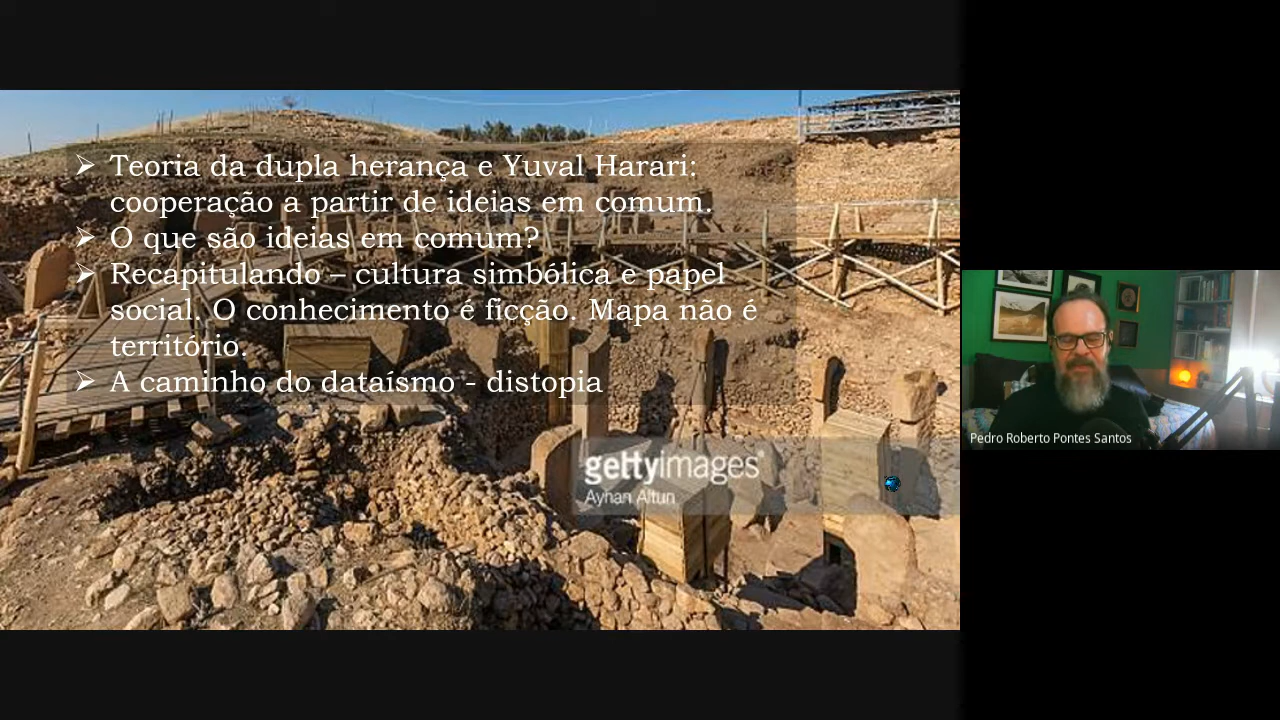 ➢ Teoria da dupla herança e Yuval Harari:
cooperação a partir de ideias em comum.
➢ O que são ideias em comum?
➢ Recapitulando – cultura simbólica e papel
social. O conhecimento é ficção. Mapa não é
território.
➢ A caminho do dataísmo - distopia
gettyimages®
Ayhan Altun
Pedro Roberto Pontes Santos